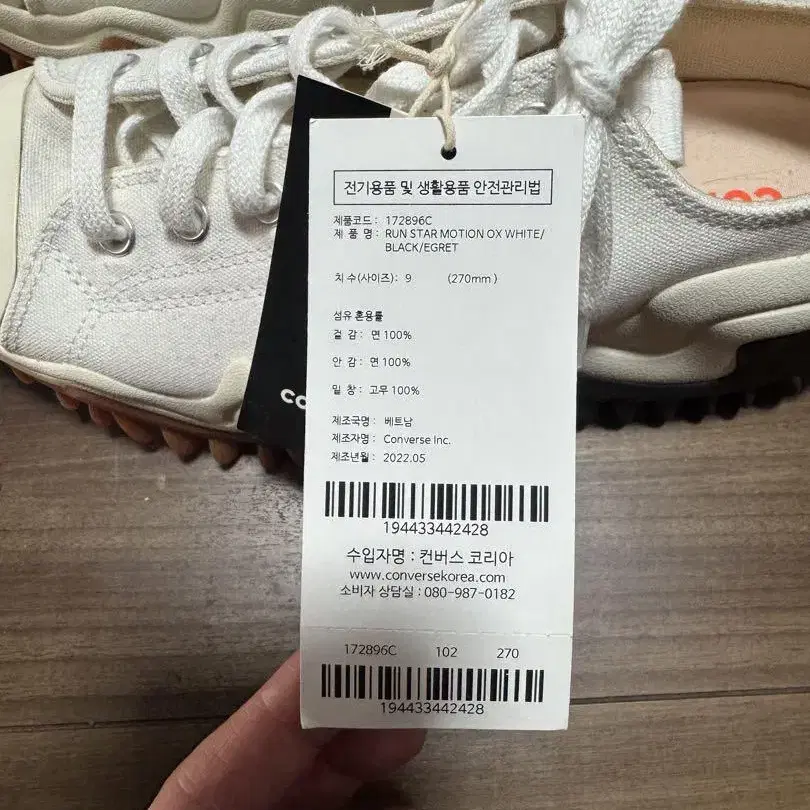 전기용품 및 생활용품 안전관리법
제품코드 : 172896C
제 품 명 : RUN STAR MOTION OX WHITE/
BLACK/EGRET
치 수(사이즈) : 9 (270mm )
섬유 혼용률
겉 감 : 면 100%
안 감 : 면 100%
밑 창 : 고무 100%
제조국명 : 베트남
제조자명 : Converse Inc.
제조년월 : 2022.05
194433442428
수입자명 : 컨버스 코리아
www.conversekorea.com
소비자 상담실 : 080-987-0182
172896C 102 270
194433442428